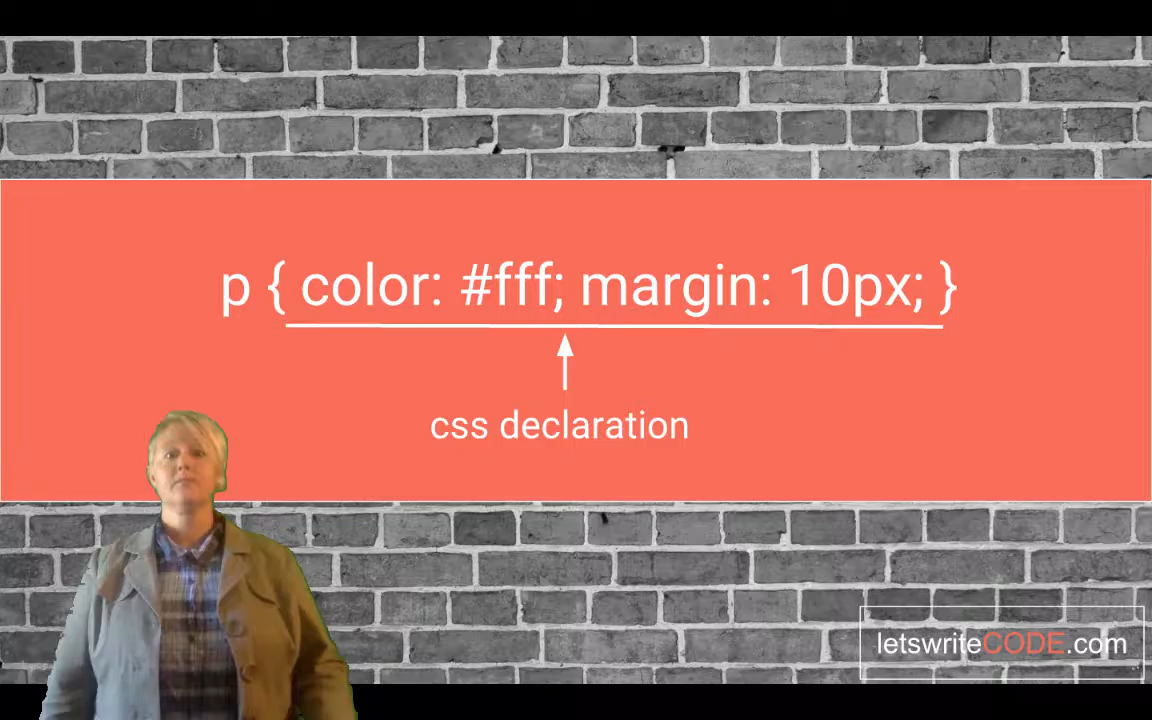 p { color: #fff; margin: 10px; }
css declaration
letswriteCODE.com